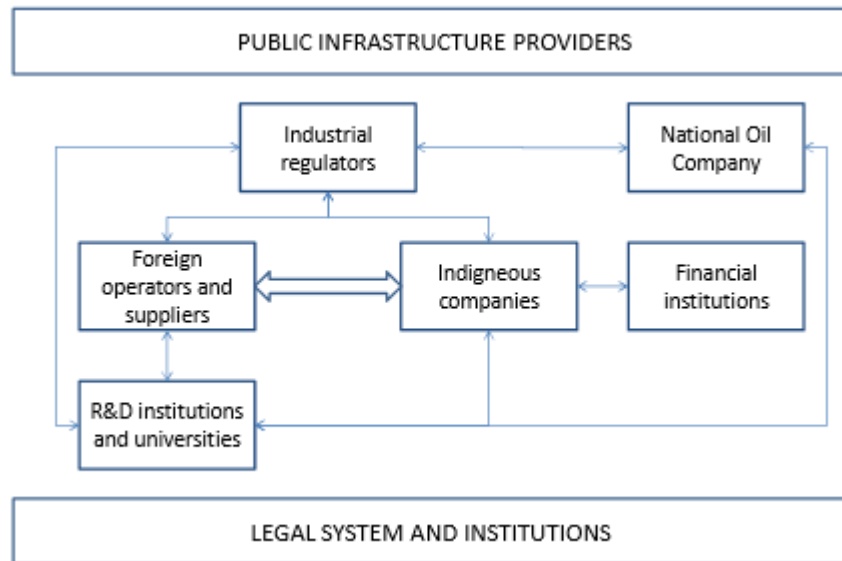 PUBLIC INFRASTRUCTURE PROVIDERS
Industrial
regulators
National Oil
Company
Foreign
operators and
suppliers
Indigneous
companies
Financial
institutions
R&D institutions
and universities
LEGAL SYSTEM AND INSTITUTIONS